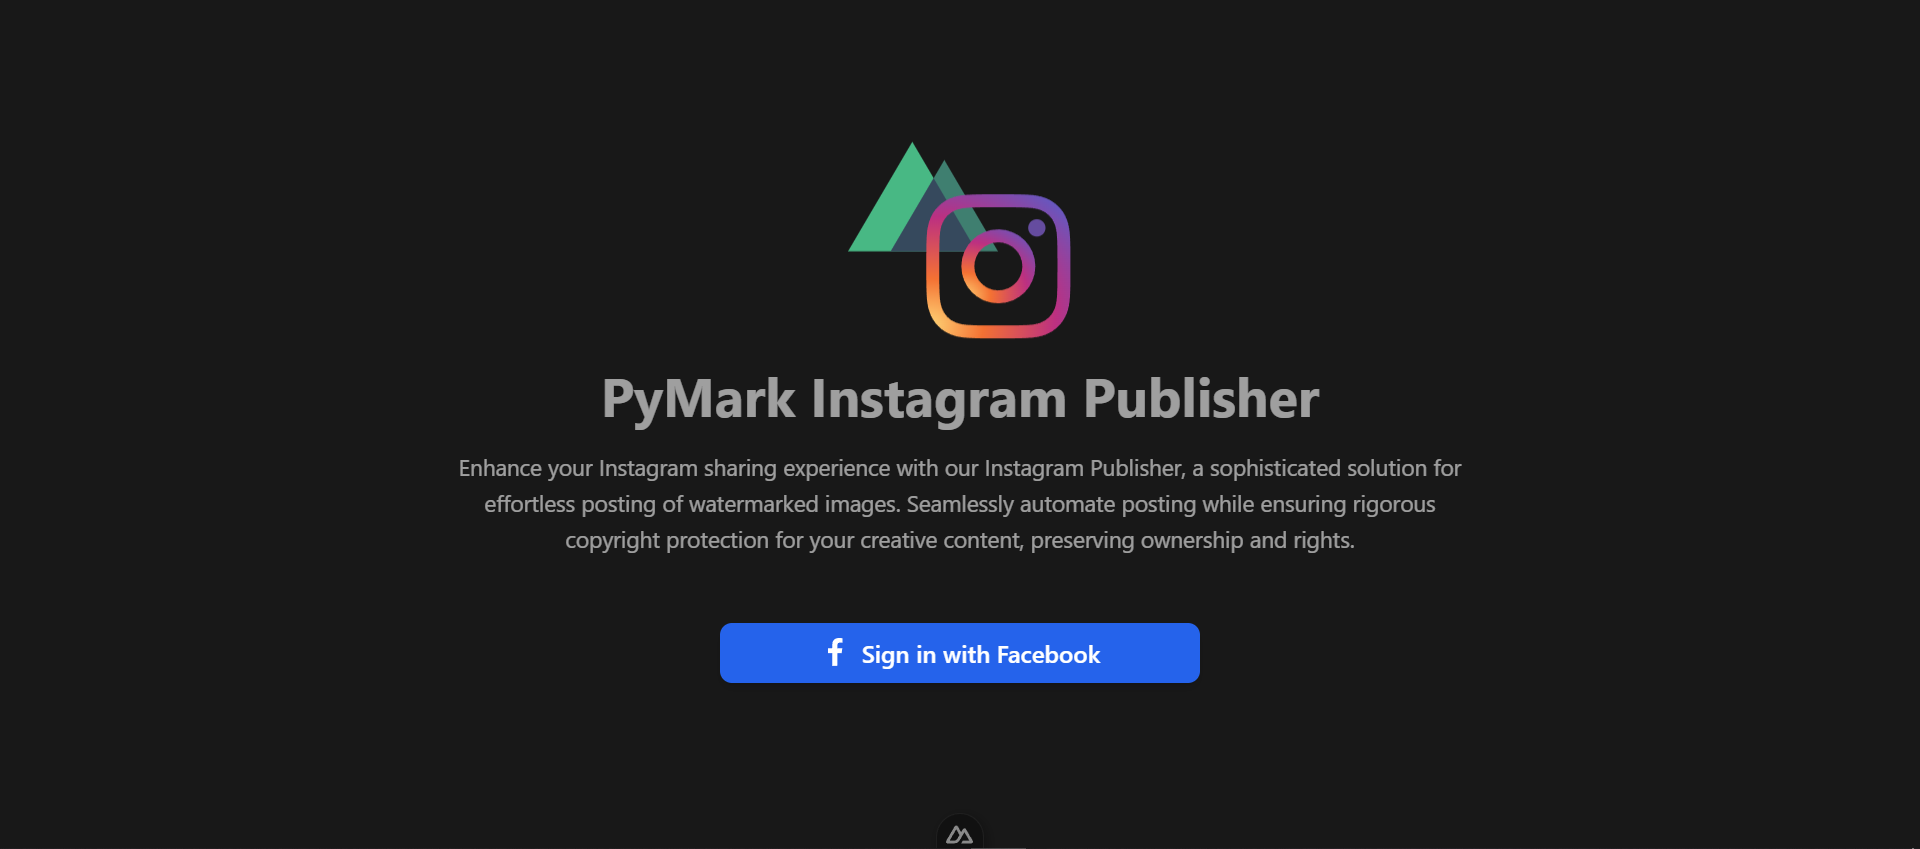 PyMark Instagram Publisher
Enhance your Instagram sharing experience with our Instagram Publisher, a sophisticated solution for
effortless posting of watermarked images. Seamlessly automate posting while ensuring rigorous
copyright protection for your creative content, preserving ownership and rights.
Sign in with Facebook